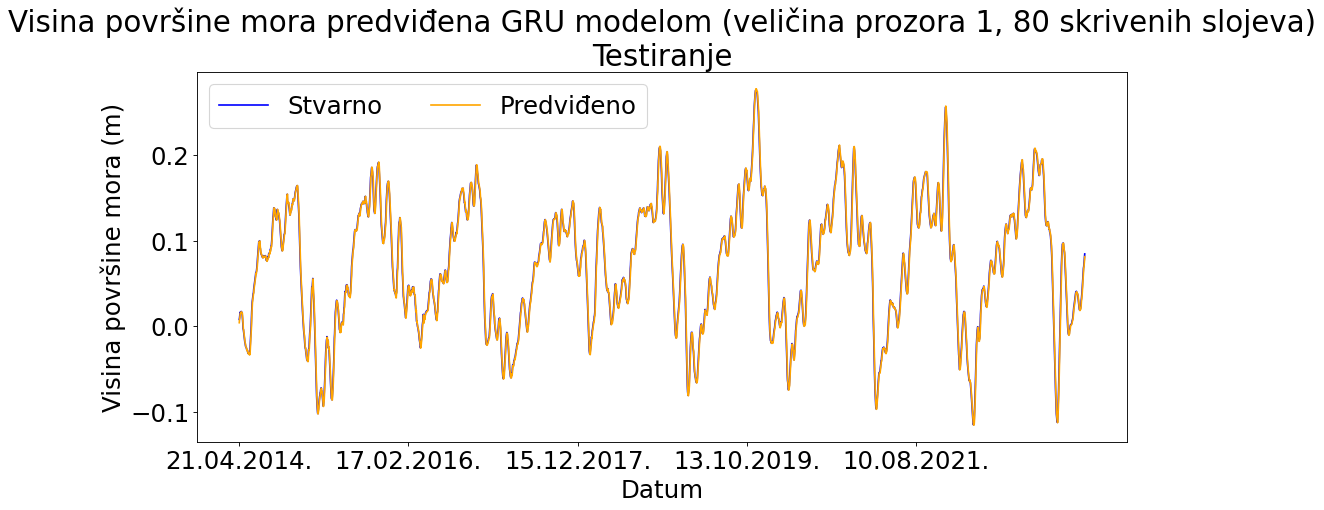 Visina površine mora predviđena GRU modelom (veličina prozora 1, 80 skrivenih slojeva)
Testiranje
Stvarno
Predviđeno
Visina površine mora (m)
0.2
0.1
0.0
−0.1
21.04.2014.
17.02.2016.
15.12.2017.
13.10.2019.
10.08.2021.
Datum